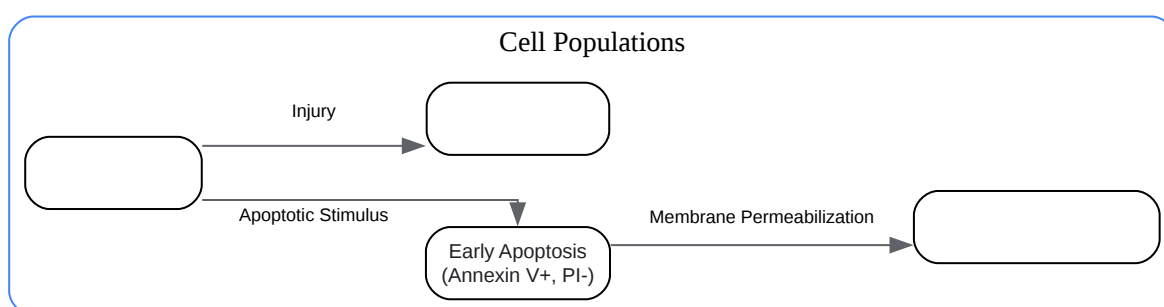 Cell Populations
Injury
Apoptotic Stimulus
Membrane Permeabilization
Early Apoptosis
(Annexin V+, PI-)